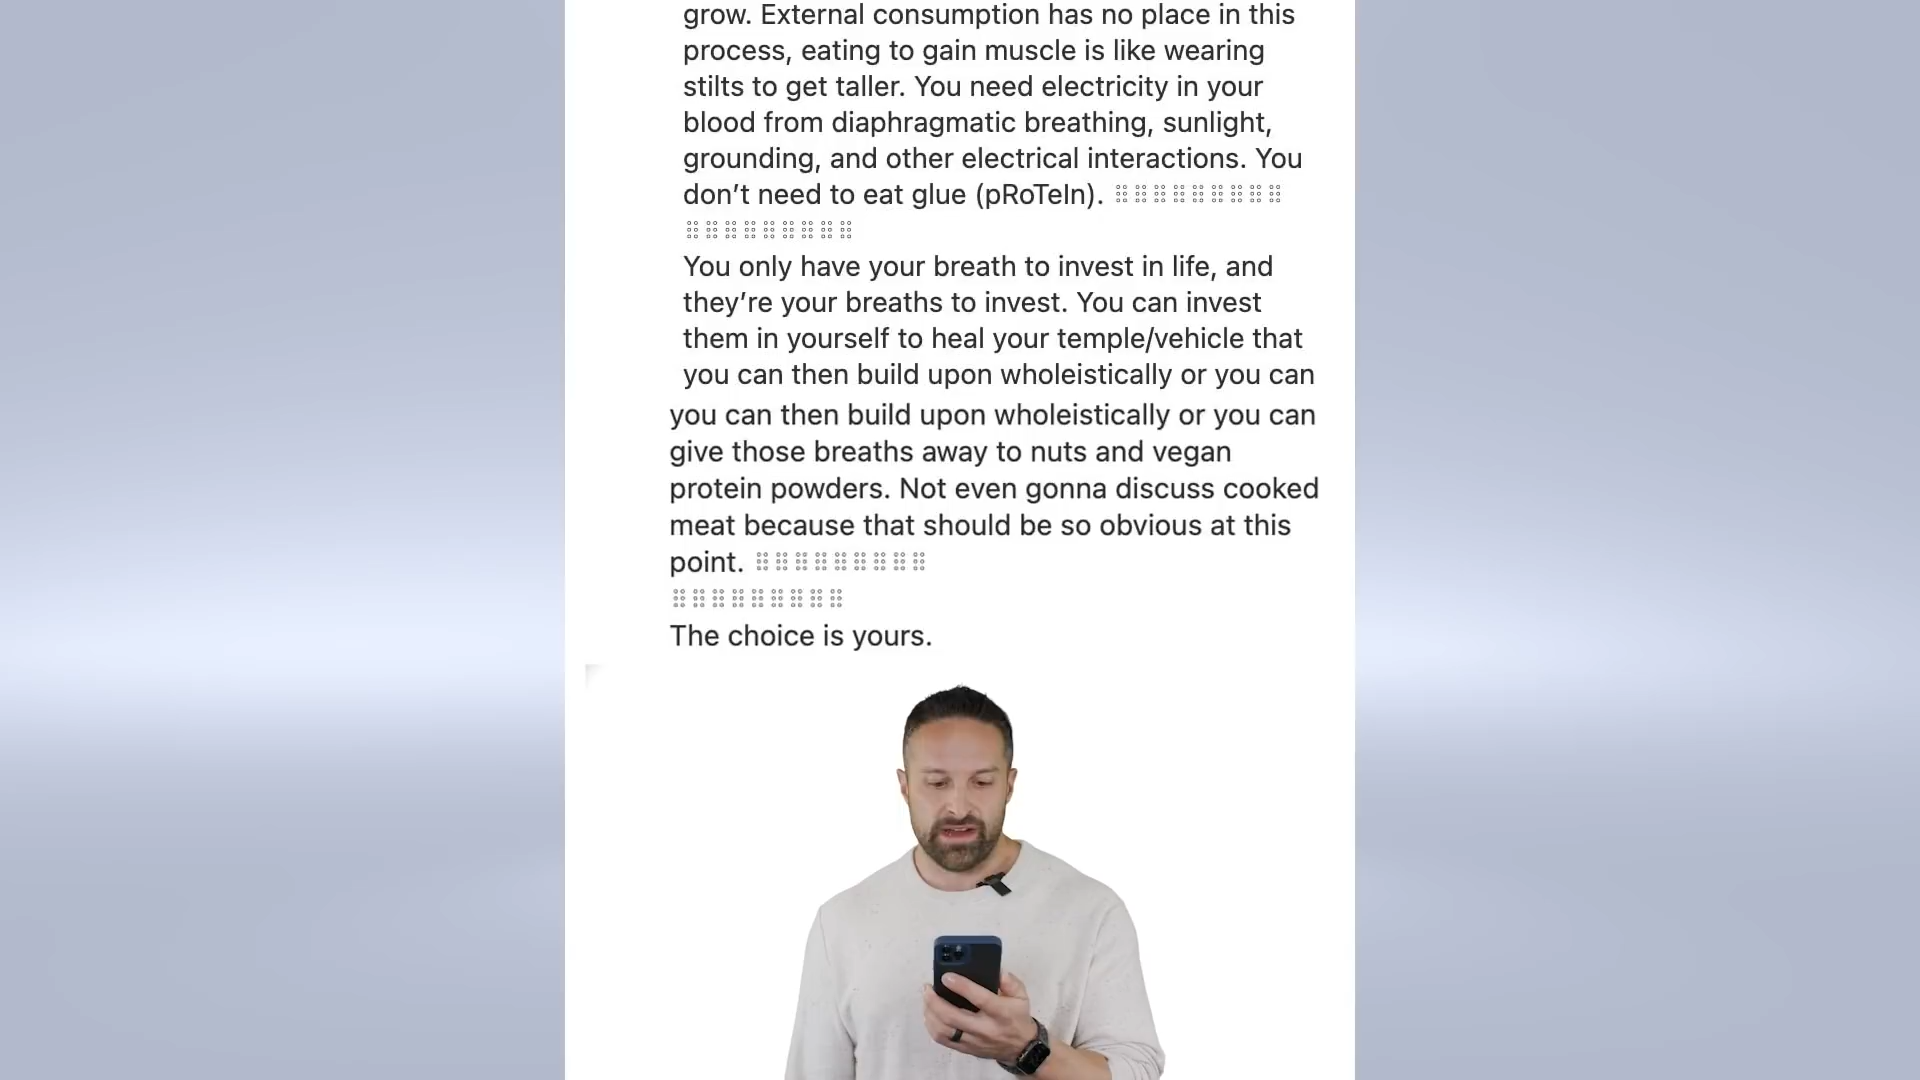 grow. External consumption has no place in this
process, eating to gain muscle is like wearing
stilts to get taller. You need electricity in your
blood from diaphragmatic breathing, sunlight,
grounding, and other electrical interactions. You
don’t need to eat glue (pRoTeIn). ⠿⠿⠿⠿⠿⠿⠿⠿⠿
⠿⠿⠿⠿⠿⠿⠿⠿⠿
You only have your breath to invest in life, and
they’re your breaths to invest. You can invest
them in yourself to heal your temple/vehicle that
you can then build upon wholeistically or you can
you can then build upon wholeistically or you can
give those breaths away to nuts and vegan
protein powders. Not even gonna discuss cooked
meat because that should be so obvious at this
point. ⠿⠿⠿⠿⠿⠿⠿⠿⠿
⠿⠿⠿⠿⠿⠿⠿⠿⠿
The choice is yours.